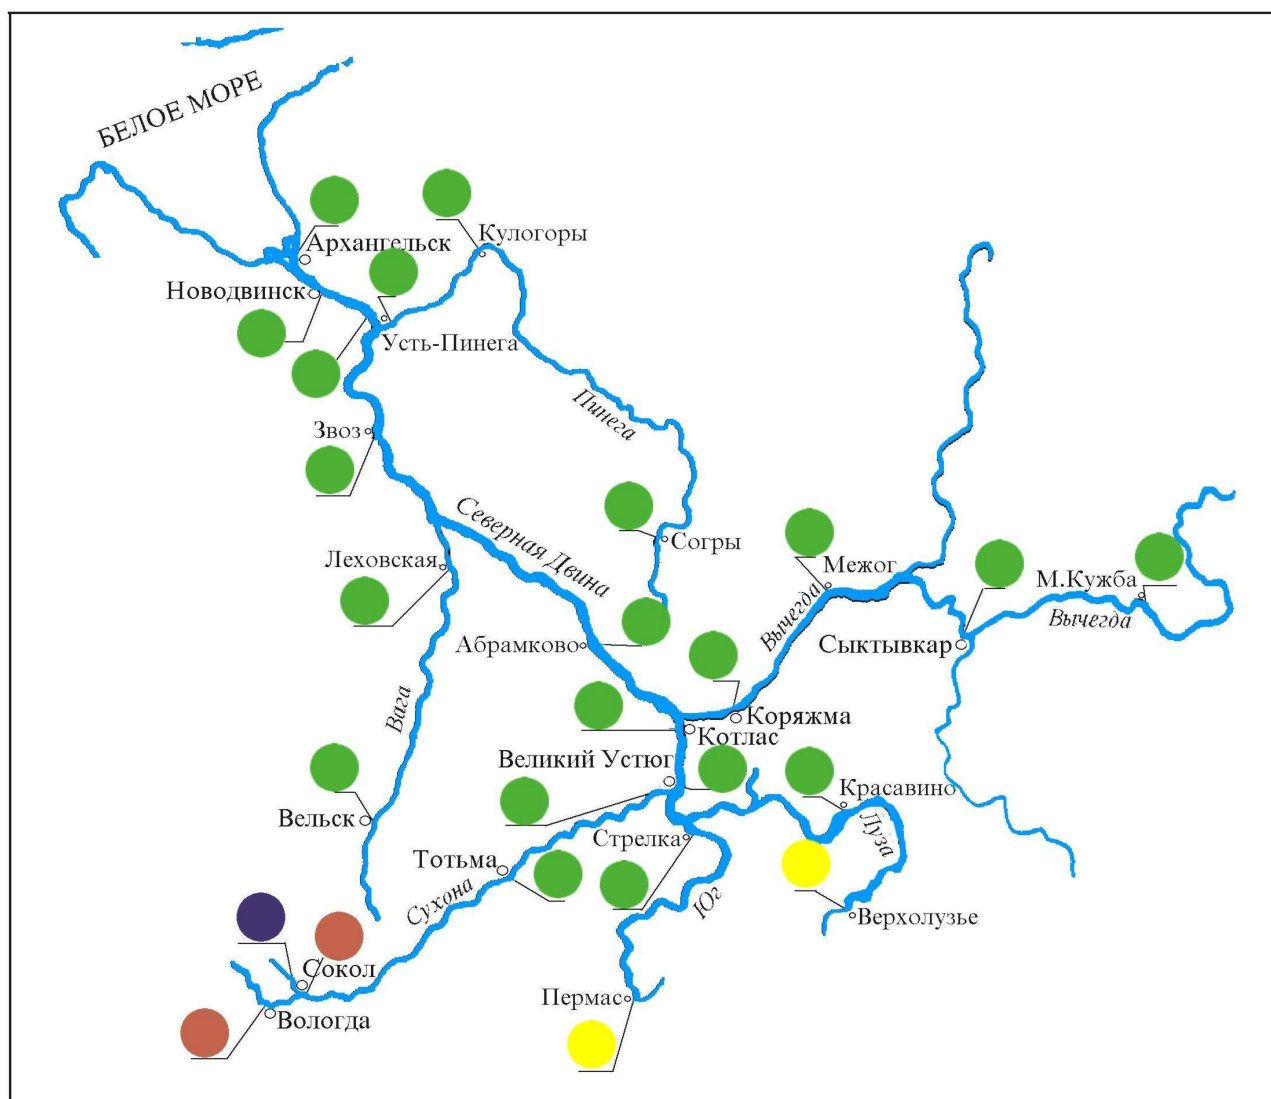 БЕЛОЕ МОРЕ
Кулогоры
Архангельск
Новодвинск
Усть-Пинега
Пинега
Звоз
Северная Двина
Согры
Леховская
Межог
М.Кужба
Вычегда
Вычегда
Сыктывкар
Абрамково
Вага
Коряжма
Котлас
Великий Устюг
Красавино
Вельск
Стрелка
Луза
Тотьма
Сухона
Юг
Верхолузье
Сокол
Пермас
Вологда